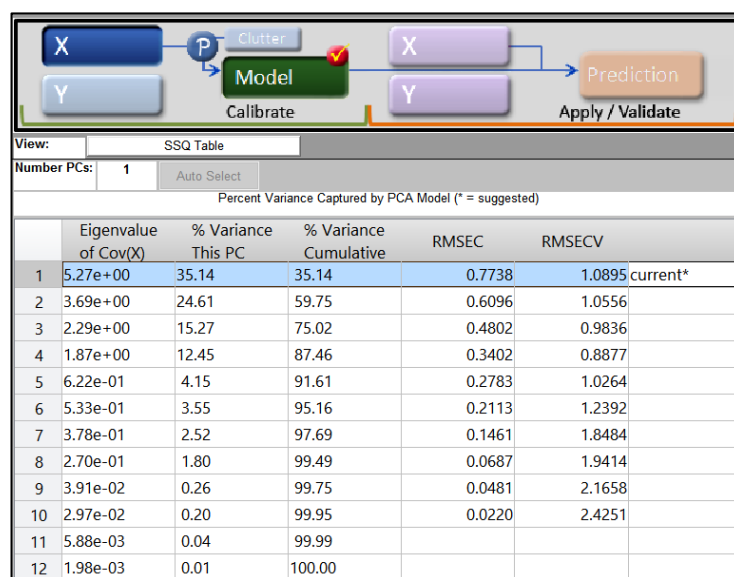 X P Clutter X
Model Prediction
Y Y
Calibrate Apply / Validate
View: SSQ Table
Number PCs: 1 Auto Select
Percent Variance Captured by PCA Model (* = suggested)
Eigenvalue of Cov(X) % Variance This PC % Variance Cumulative RMSEC RMSECV
1 5.27e+00 35.14 35.14 0.7738 1.0895 current*
2 3.69e+00 24.61 59.75 0.6096 1.0556
3 2.29e+00 15.27 75.02 0.4802 0.9836
4 1.87e+00 12.45 87.46 0.3402 0.8877
5 6.22e-01 4.15 91.61 0.2783 1.0264
6 5.33e-01 3.55 95.16 0.2113 1.2392
7 3.78e-01 2.52 97.69 0.1461 1.8484
8 2.70e-01 1.80 99.49 0.0687 1.9414
9 3.91e-02 0.26 99.75 0.0481 2.1658
10 2.97e-02 0.20 99.95 0.0220 2.4251
11 5.88e-03 0.04 99.99
12 1.98e-03 0.01 100.00